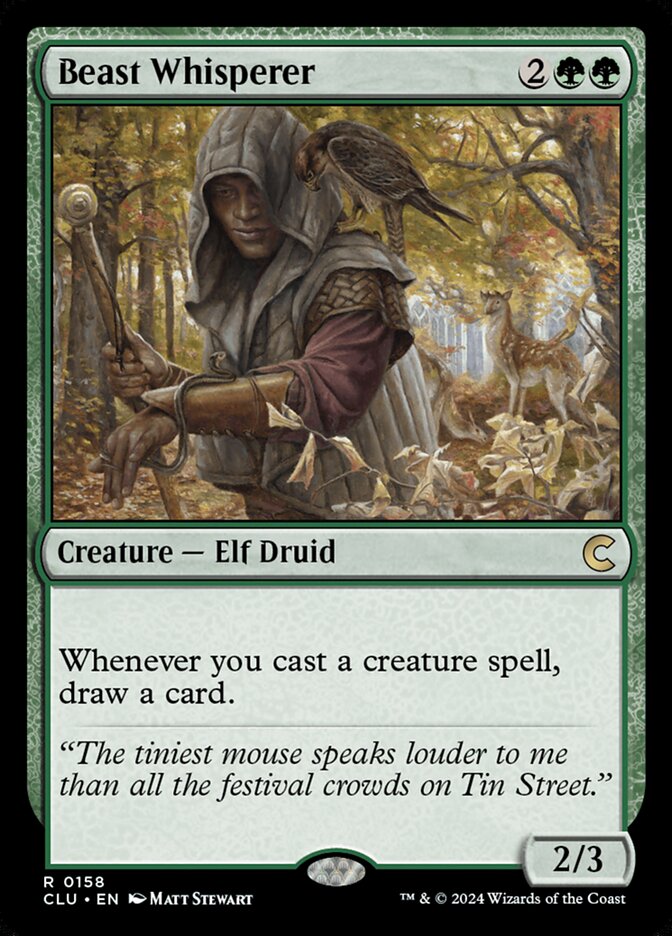 Beast Whisperer 2
Creature — Elf Druid
Whenever you cast a creature spell,
draw a card.
“The tiniest mouse speaks louder to me
than all the festival crowds on Tin Street.”
2/3
R 0158
CLU • EN Matt Stewart
™ & © 2024 Wizards of the Coast